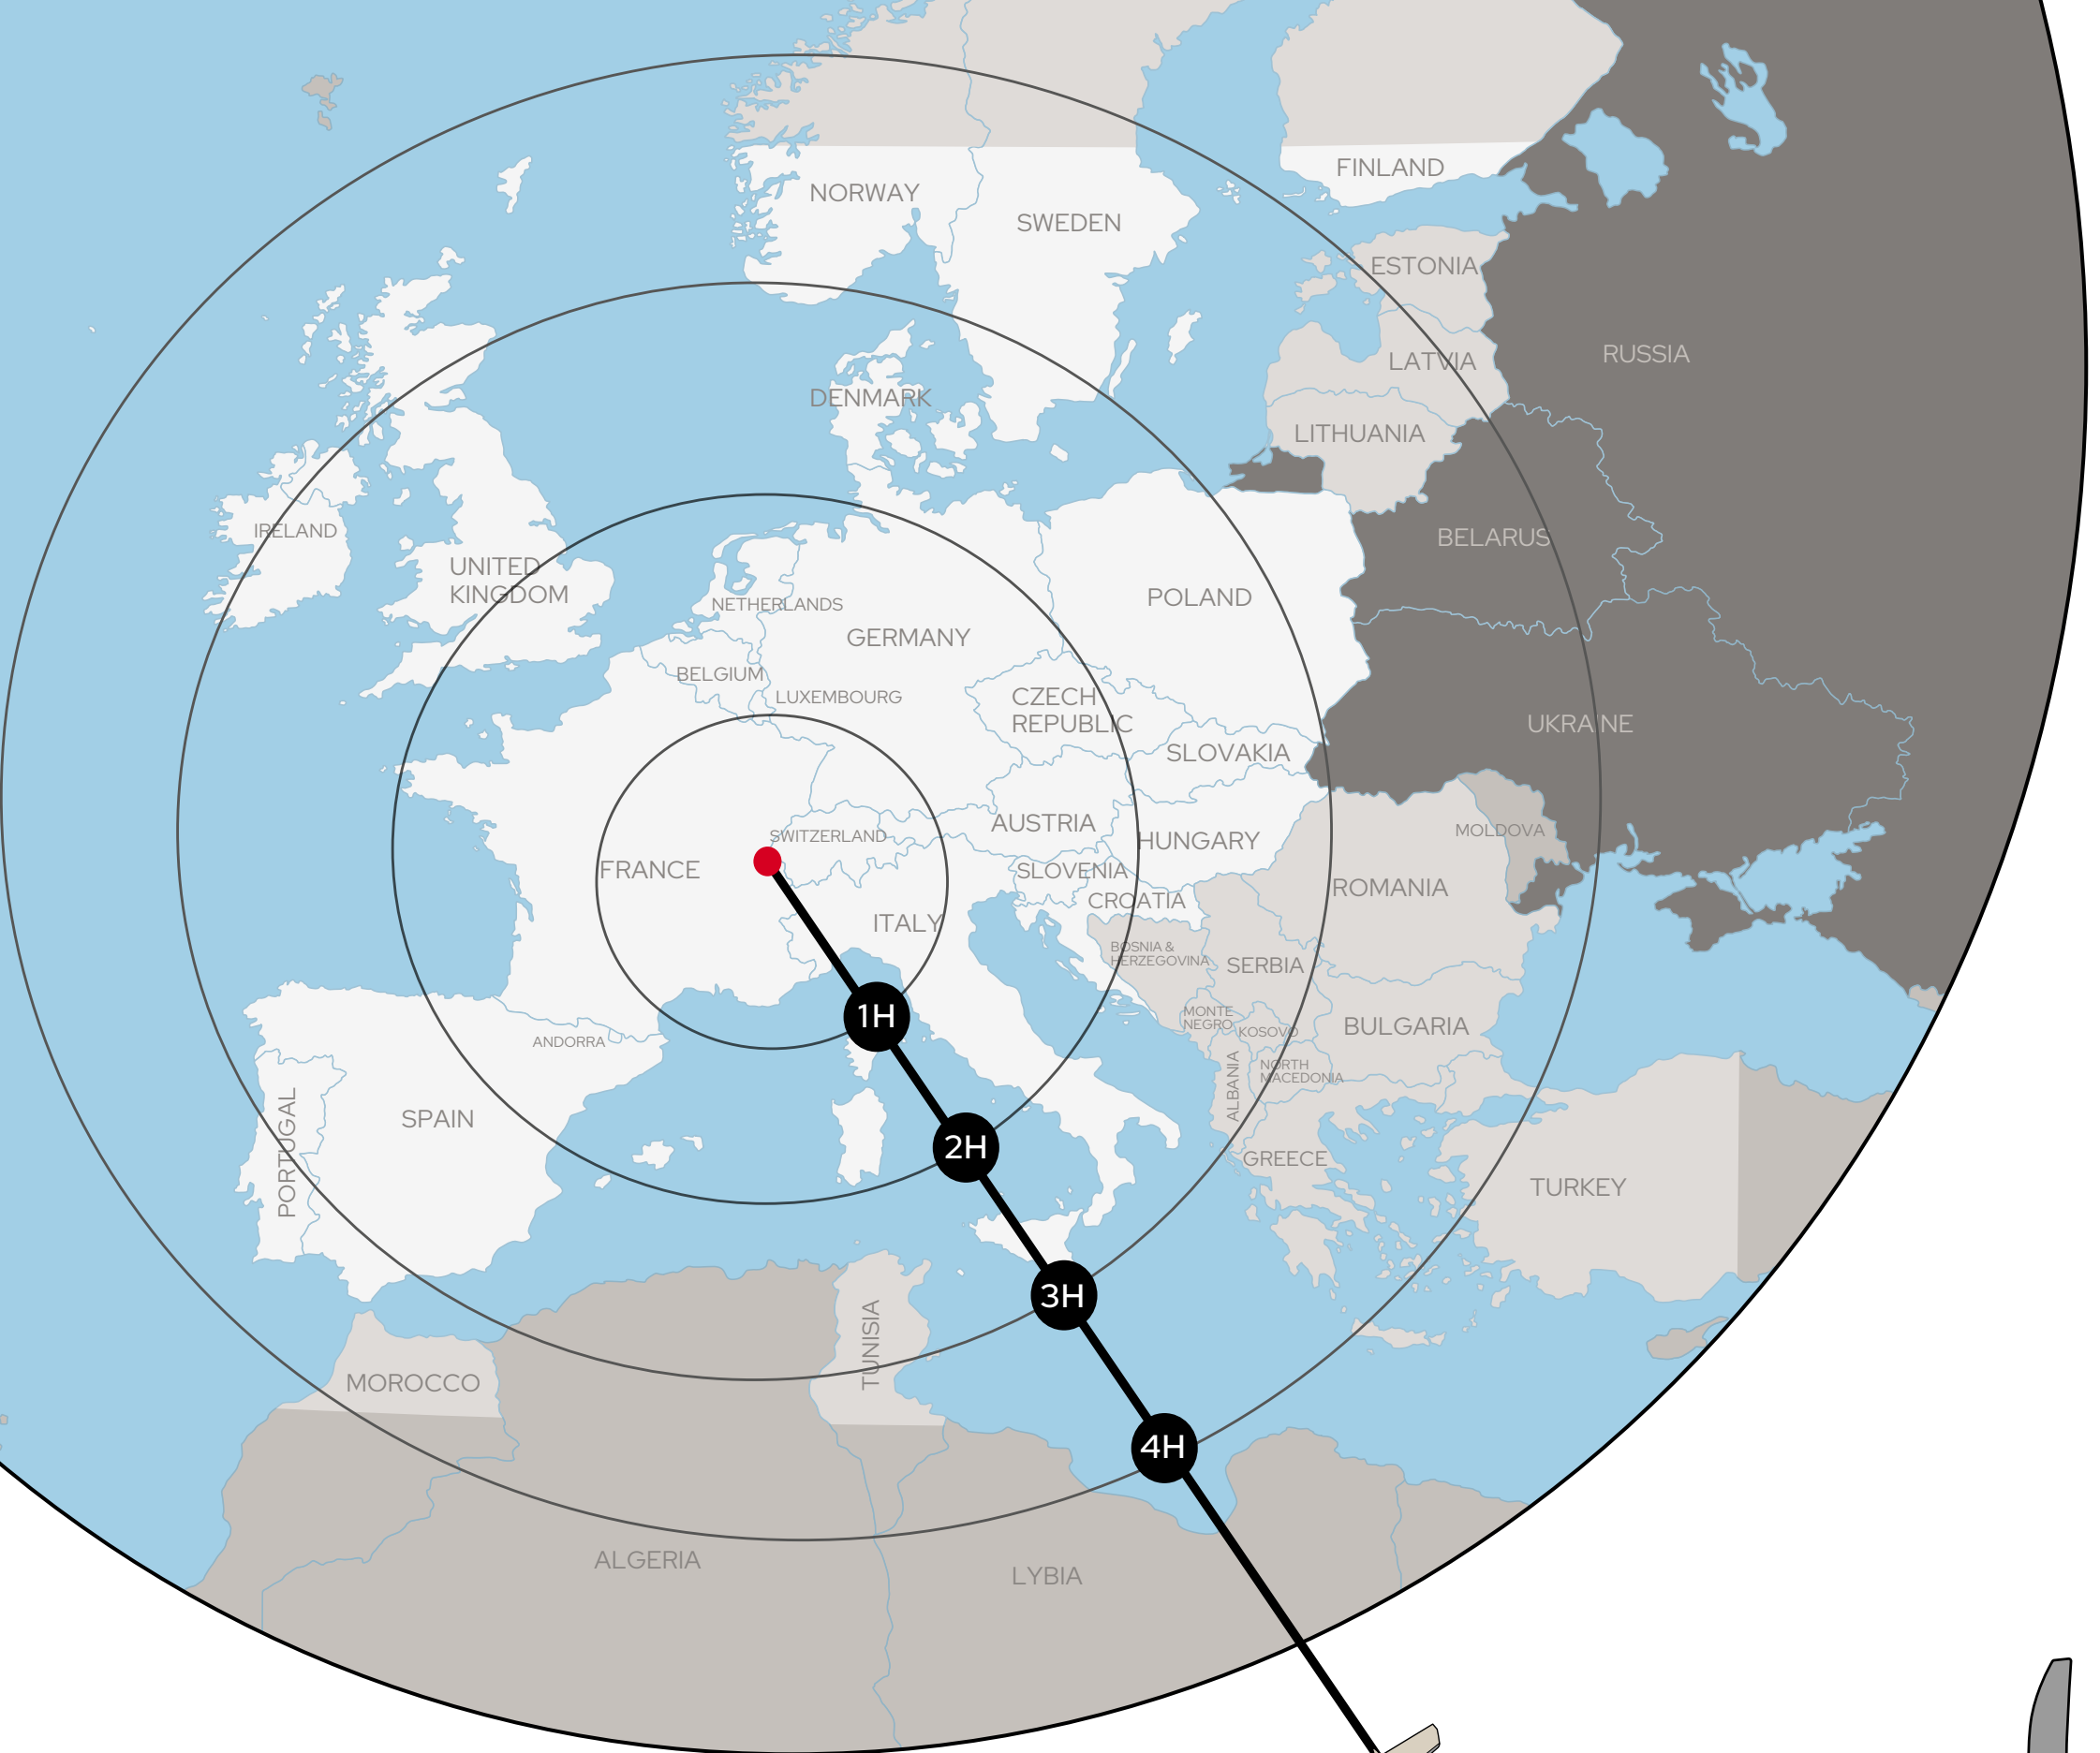 NORWAY
FINLAND
SWEDEN
ESTONIA
RUSSIA
LATVIA
DENMARK
LITHUANIA
IRELAND
BELARUS
UNITED
KINGDOM
NETHERLANDS
POLAND
GERMANY
BELGIUM
LUXEMBOURG
CZECH
REPUBLIC
UKRAINE
SLOVAKIA
AUSTRIA
MOLDOVA
SWITZERLAND
HUNGARY
FRANCE
SLOVENIA
ROMANIA
CROATIA
ITALY
BOSNIA &
HERZEGOVINA
SERBIA
MONTE
NEGRO
KOSOVO
BULGARIA
1H
ANDORRA
NORTH
MACEDONIA
ALBANIA
SPAIN
PORTUGAL
2H
GREECE
TURKEY
3H
TUNISIA
MOROCCO
4H
ALGERIA
LYBIA